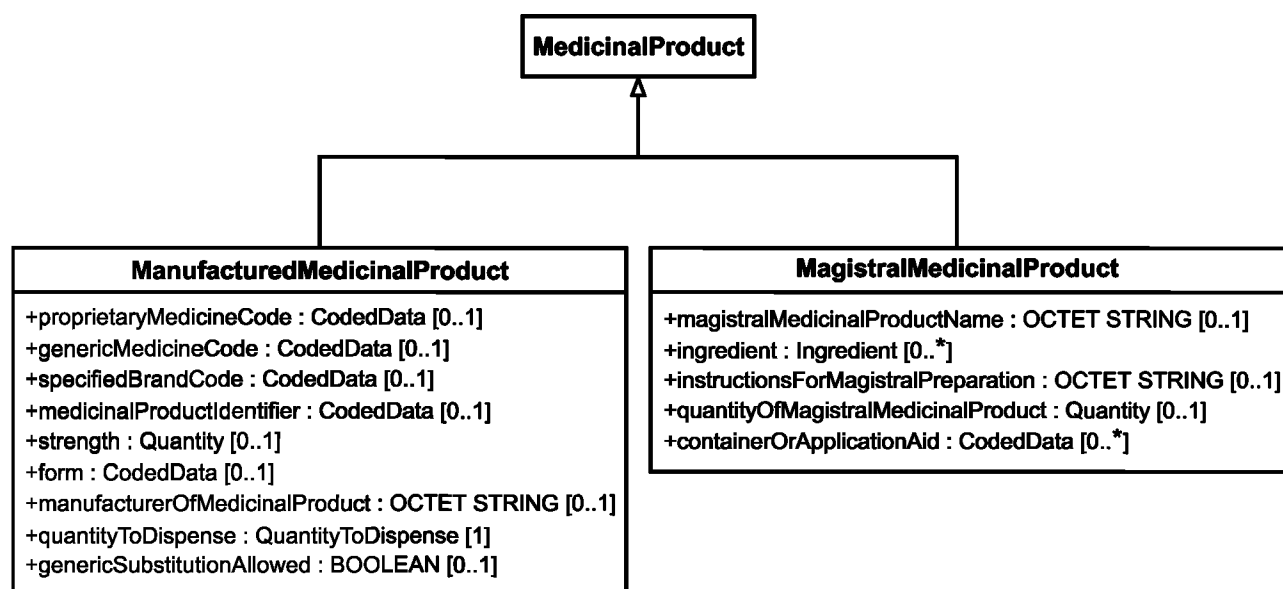 MedicinalProduct
ManufacturedMedicinalProduct
+proprietaryMedicineCode : CodedData [0..1]
+genericMedicineCode : CodedData [0..1]
+specifiedBrandCode : CodedData [0..1]
+medicinalProductIdentifier : CodedData [0..1]
+strength : Quantity [0..1]
+form : CodedData [0..1]
+manufacturerOfMedicinalProduct : OCTET STRING [0..1]
+quantityToDispense : QuantityToDispense [1]
+genericSubstitutionAllowed : BOOLEAN [0..1]
MagistralMedicinalProduct
+magistralMedicinalProductName : OCTET STRING [0..1]
+ingredient : Ingredient [0..*]
+instructionsForMagistralPreparation : OCTET STRING [0..1]
+quantityOfMagistralMedicinalProduct : Quantity [0..1]
+containerOrApplicationAid : CodedData [0..*]